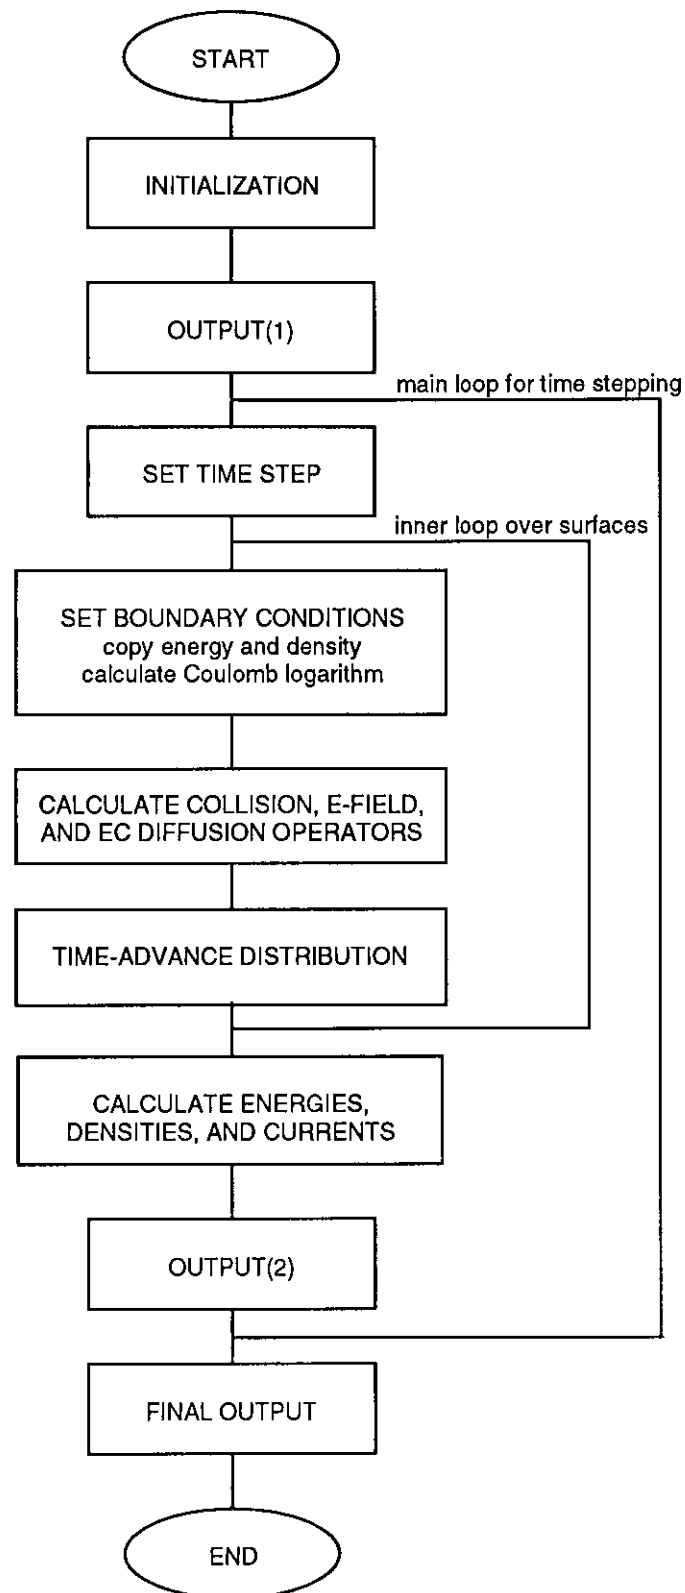 START
INITIALIZATION
OUTPUT(1)
main loop for time stepping
SET TIME STEP
inner loop over surfaces
SET BOUNDARY CONDITIONS
copy energy and density
calculate Coulomb logarithm
CALCULATE COLLISION, E-FIELD,
AND EC DIFFUSION OPERATORS
TIME-ADVANCE DISTRIBUTION
CALCULATE ENERGIES,
DENSITIES, AND CURRENTS
OUTPUT(2)
FINAL OUTPUT
END